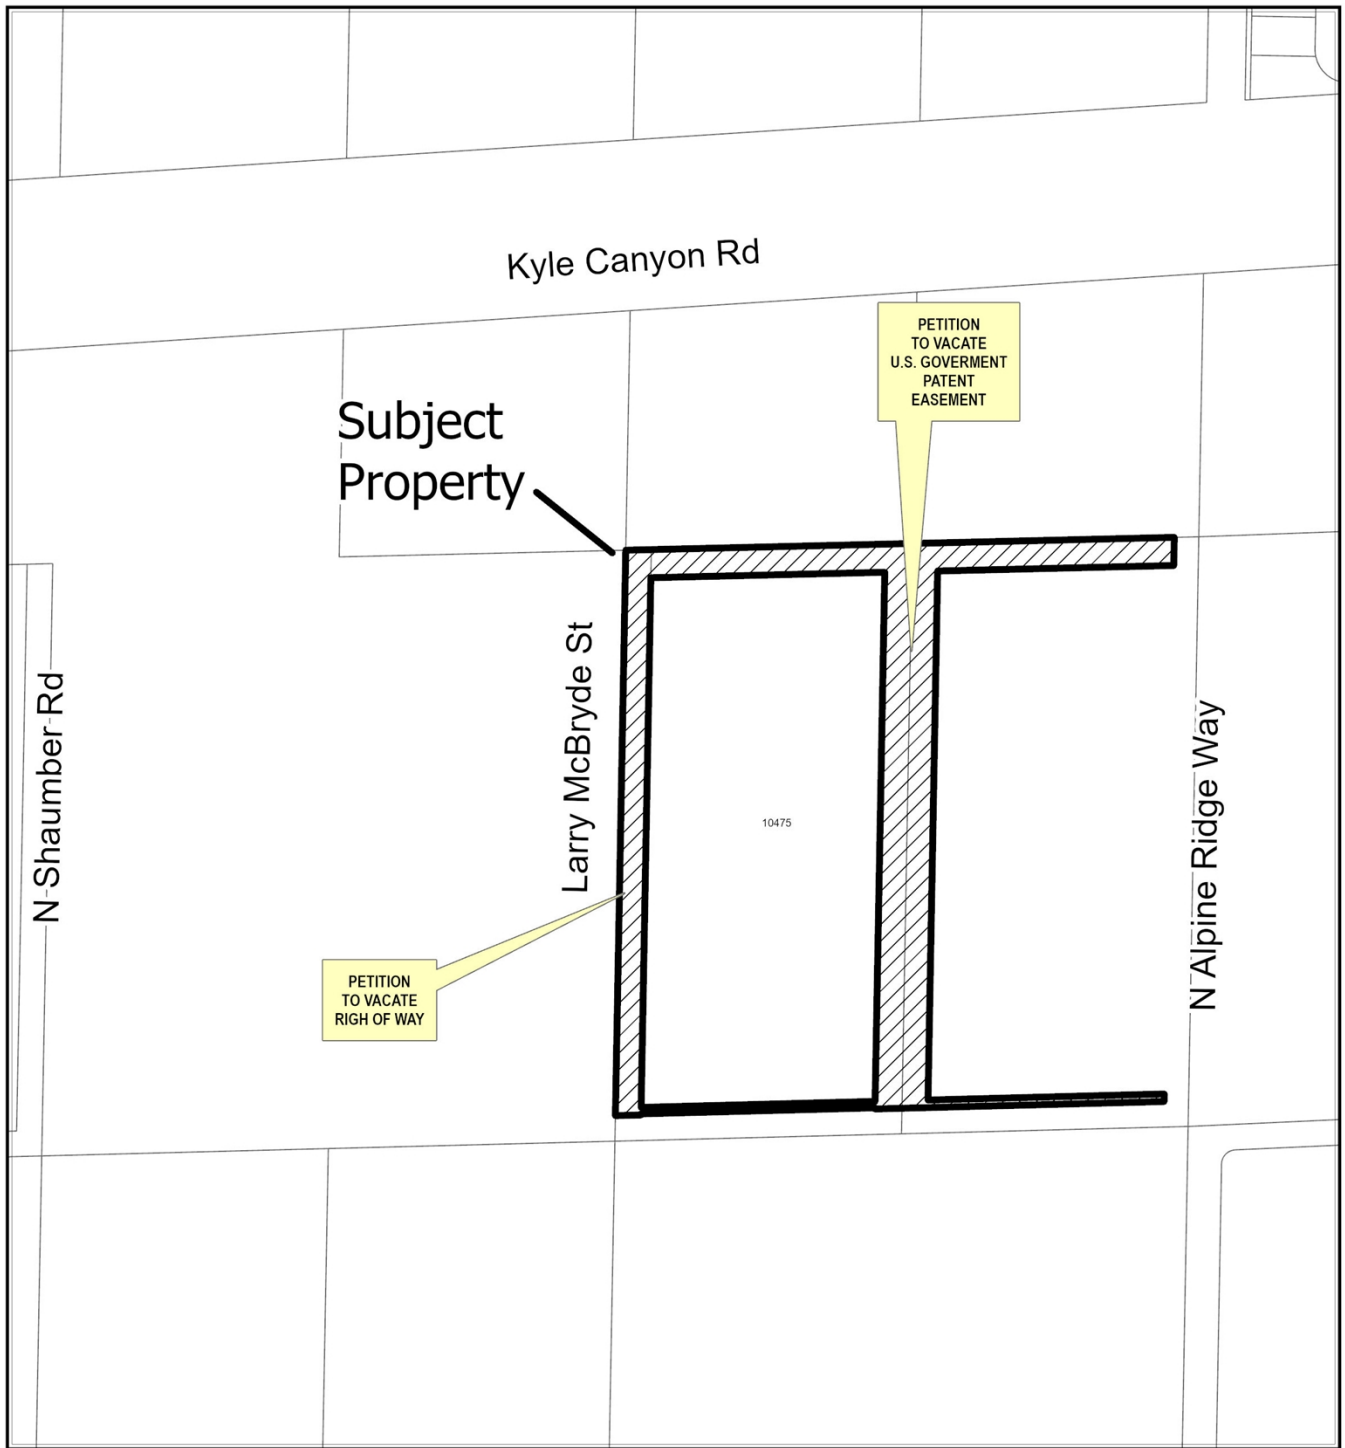 Kyle Canyon Rd
PETITION
TO VACATE
U.S. GOVERMENT
PATENT
EASEMENT
Subject
Property
Larry McBryde St
N Shaumber Rd
10475
N Alpine Ridge Way
PETITION
TO VACATE
RIGH OF WAY